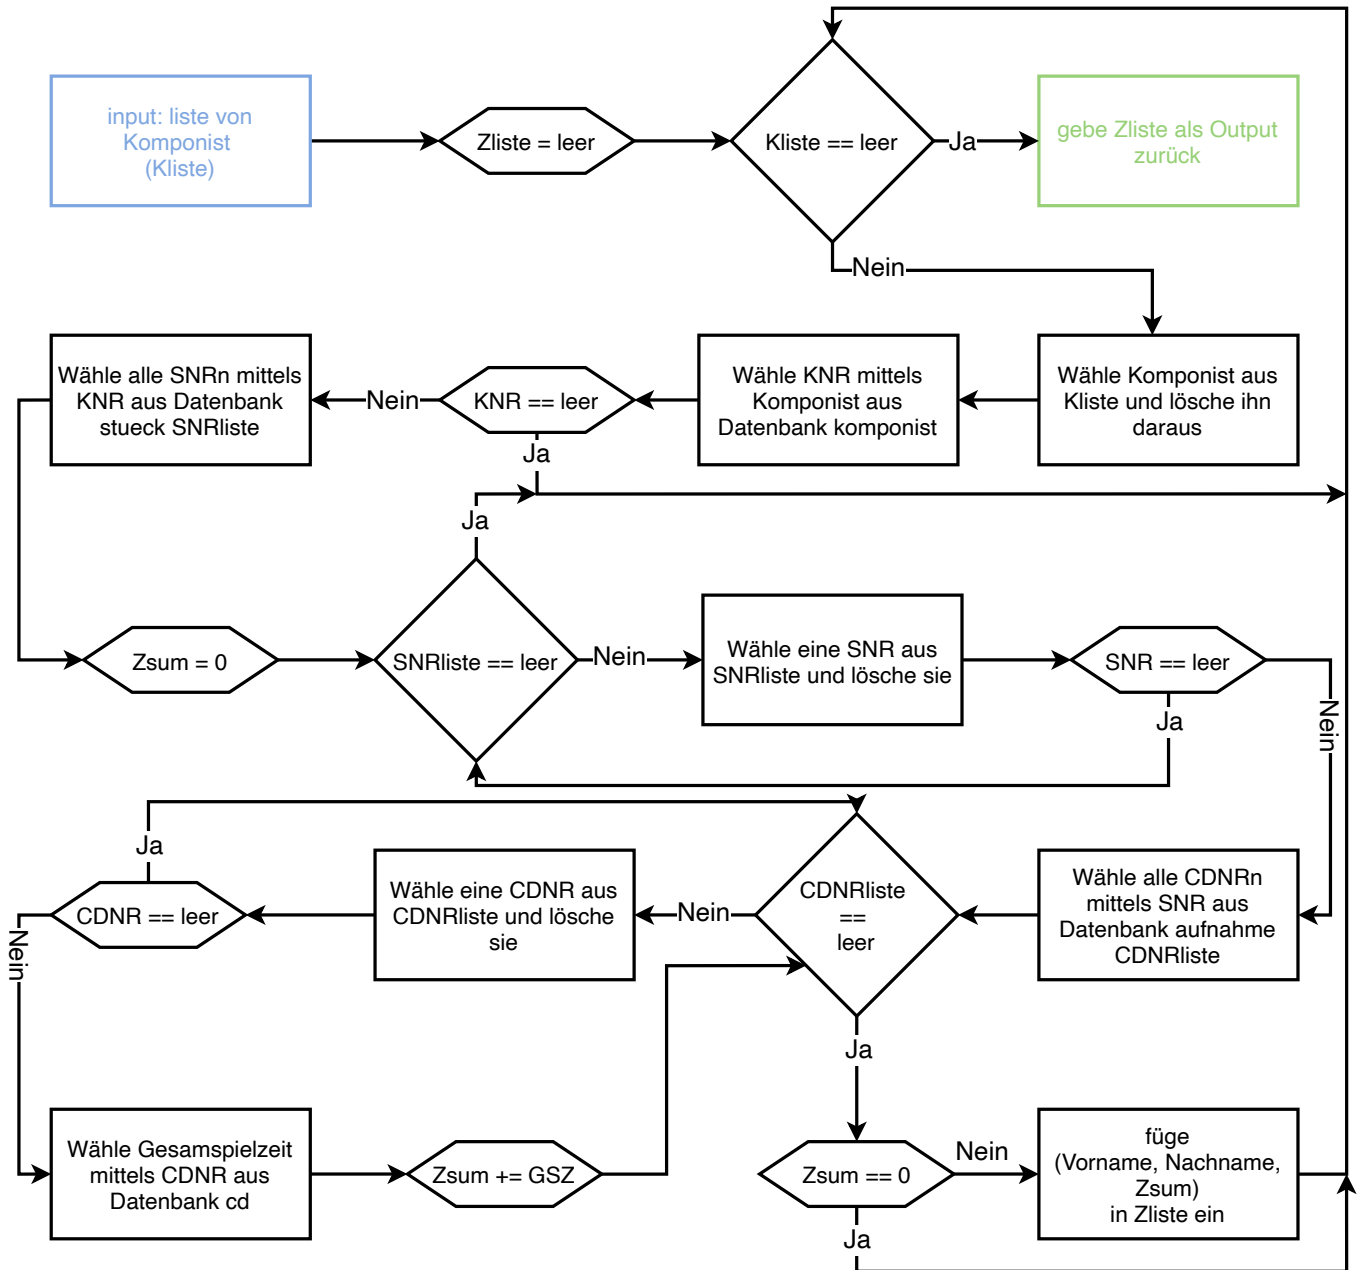 input: liste von
Komponist
(Kliste)
Zliste = leer
Kliste == leer
Ja
gebe Zliste als Output
zurück
Nein
Wähle alle SNRn mittels
KNR aus Datenbank
stueck SNRliste
Nein
KNR == leer
Ja
Wähle KNR mittels
Komponist aus
Datenbank komponist
Wähle Komponist aus
Kliste und lösche ihn
daraus
Ja
Zsum = 0
SNRliste == leer
Nein
Wähle eine SNR aus
SNRliste und lösche sie
SNR == leer
Ja
Nein
Ja
CDNR == leer
Nein
Wähle eine CDNR aus
CDNRliste und lösche
sie
Nein
CDNRliste
==
leer
Wähle alle CDNRn
mittels SNR aus
Datenbank aufnahme
CDNRliste
Ja
Wähle Gesamspielzeit
mittels CDNR aus
Datenbank cd
Zsum += GSZ
Zsum == 0
Nein
Ja
füge
(Vorname, Nachname,
Zsum)
in Zliste ein